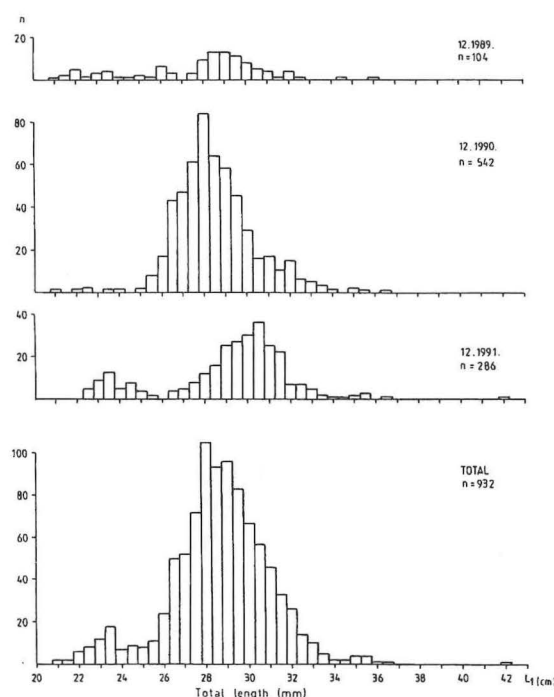 n
20
12.1989.
n=104
80
60
40
20
12.1990.
n = 542
40
20
12.1991.
n = 286
100
80
60
40
20
TOTAL
n = 932
20 22 24 26 28 30 32 34 36 38 40 42 Lt (cm)
Total length (mm)